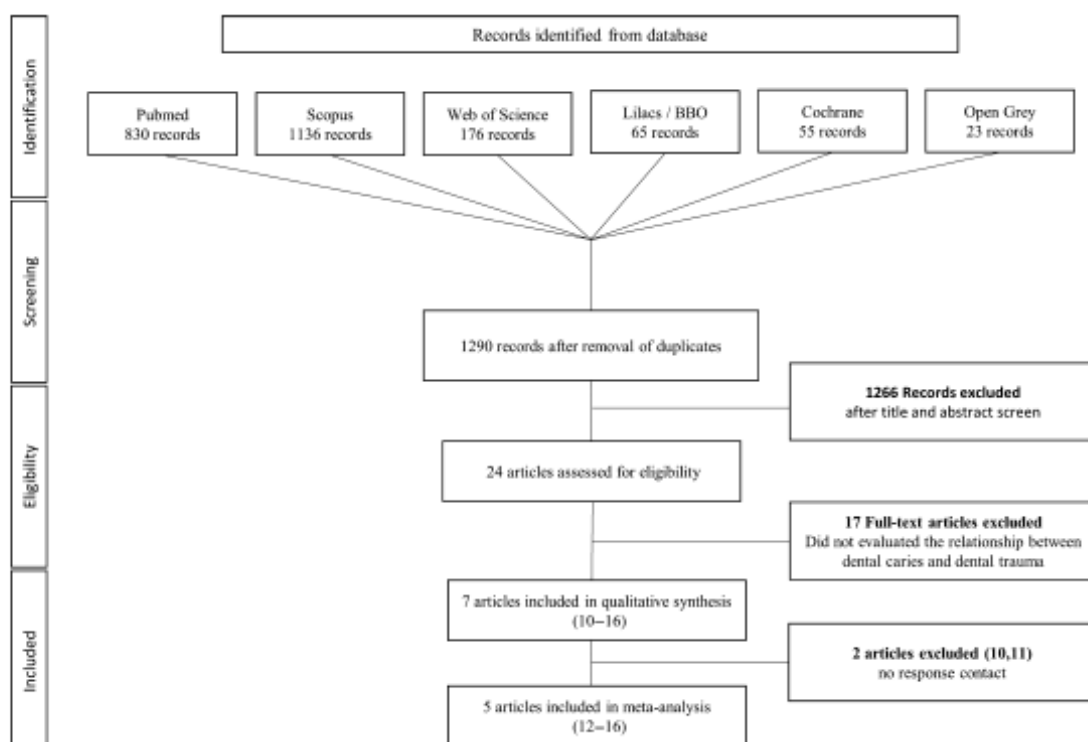 Identification
Records identified from database
Pubmed
830 records
Scopus
1136 records
Web of Science
176 records
Lilacs / BBO
65 records
Cochrane
55 records
Open Grey
23 records
Screening
1290 records after removal of duplicates
1266 Records excluded
after title and abstract screen
Eligibility
24 articles assessed for eligibility
17 Full-text articles excluded
Did not evaluated the relationship between
dental caries and dental trauma
Included
7 articles included in qualitative synthesis
(10–16)
2 articles excluded (10,11)
no response contact
5 articles included in meta-analysis
(12–16)